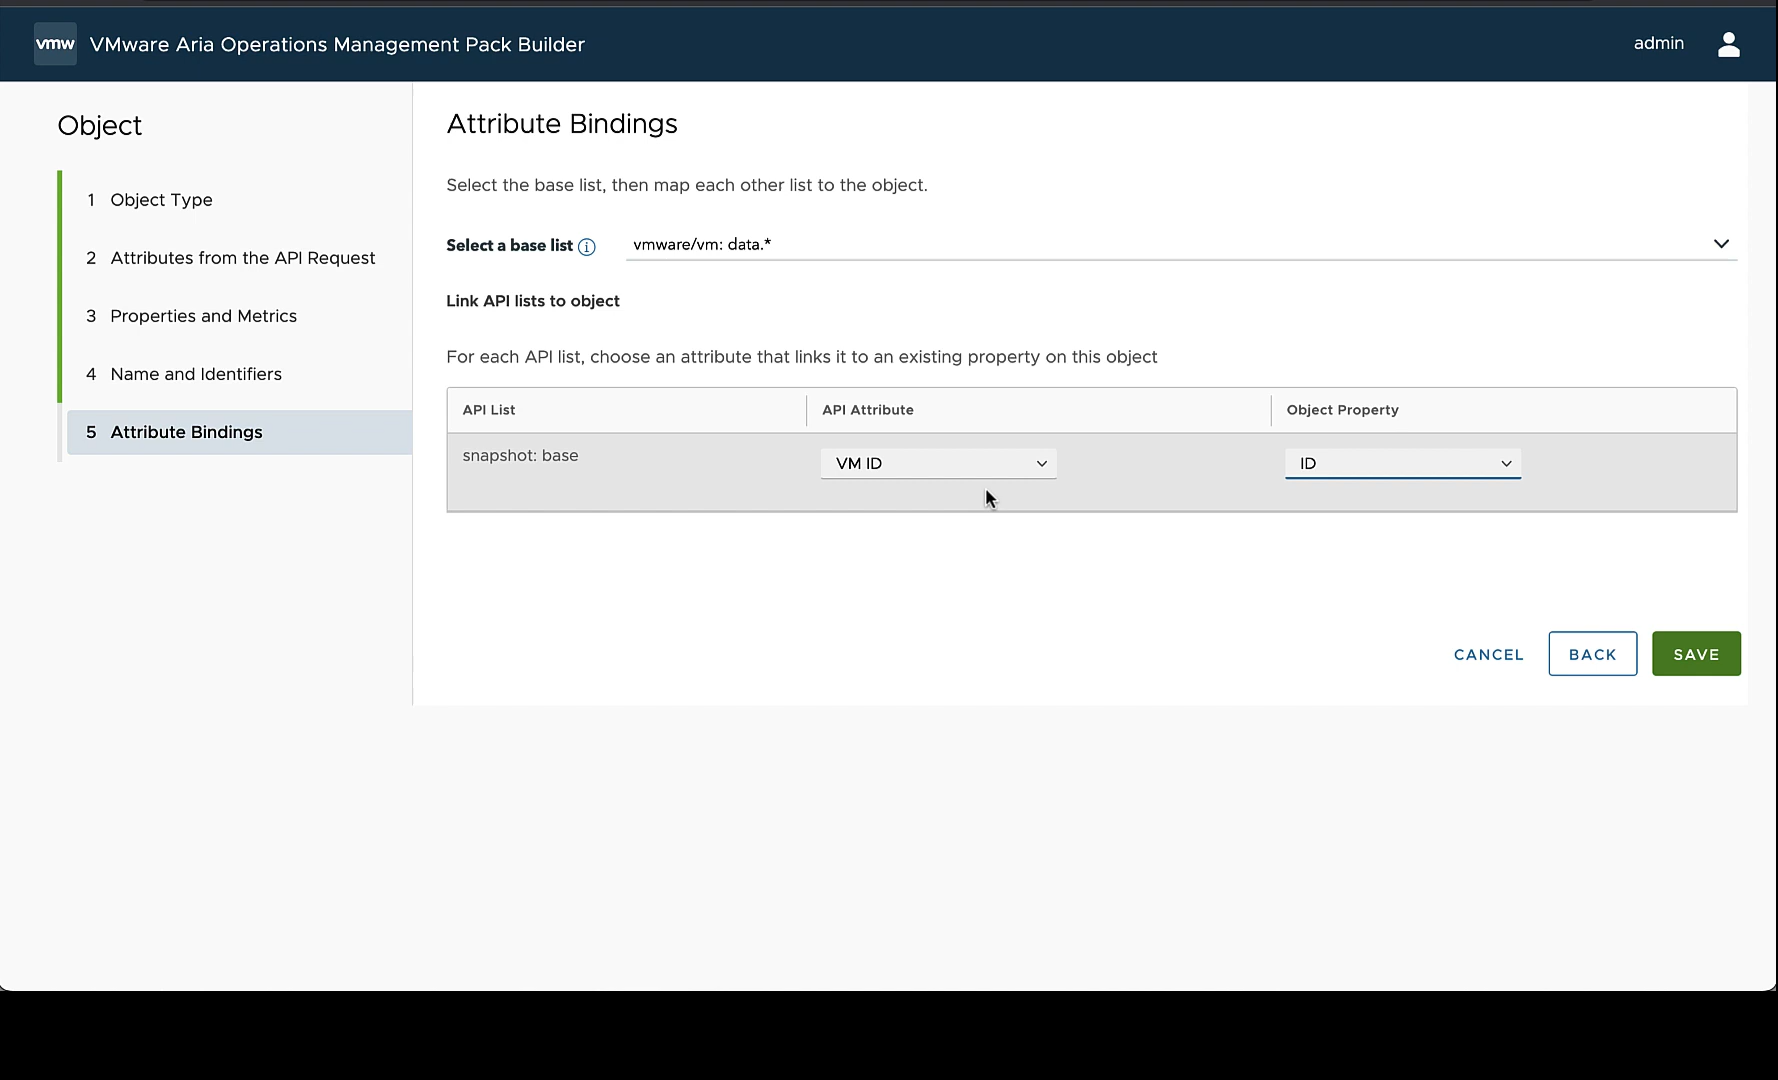 vmw VMware Aria Operations Management Pack Builder
admin
Object
1 Object Type
2 Attributes from the API Request
3 Properties and Metrics
4 Name and Identifiers
5 Attribute Bindings
Attribute Bindings
Select the base list, then map each other list to the object.
Select a base list vmware/vm: data.*
Link API lists to object
For each API list, choose an attribute that links it to an existing property on this object
API List API Attribute Object Property
snapshot: base VM ID ID
CANCEL BACK SAVE